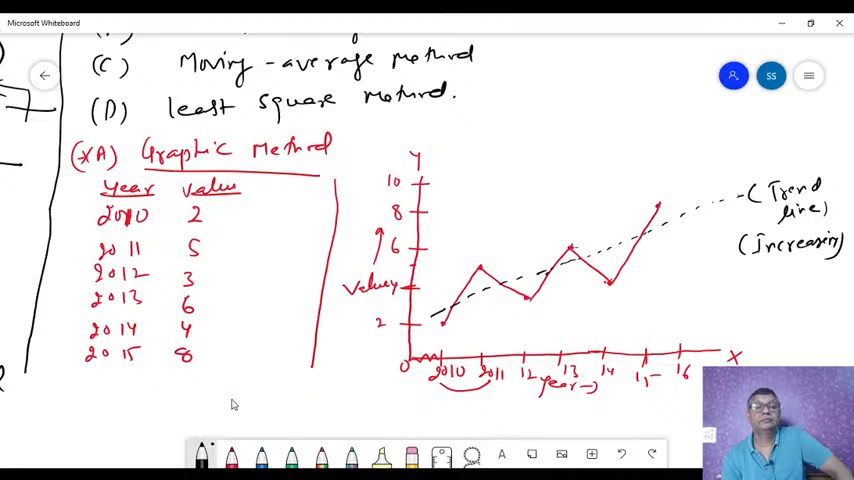 Microsoft Whiteboard
(C) Moving-average method
(D) least square method.
SS
(*A) Graphic Method
Year Value
2010 2
2011 5
2012 3
2013 6
2014 4
2015 8
Y
10
8
6
Value
4
2
0
2010 2011 12 13 14 15 16
X
Year→
(Trend
line)
(Increasing)
A